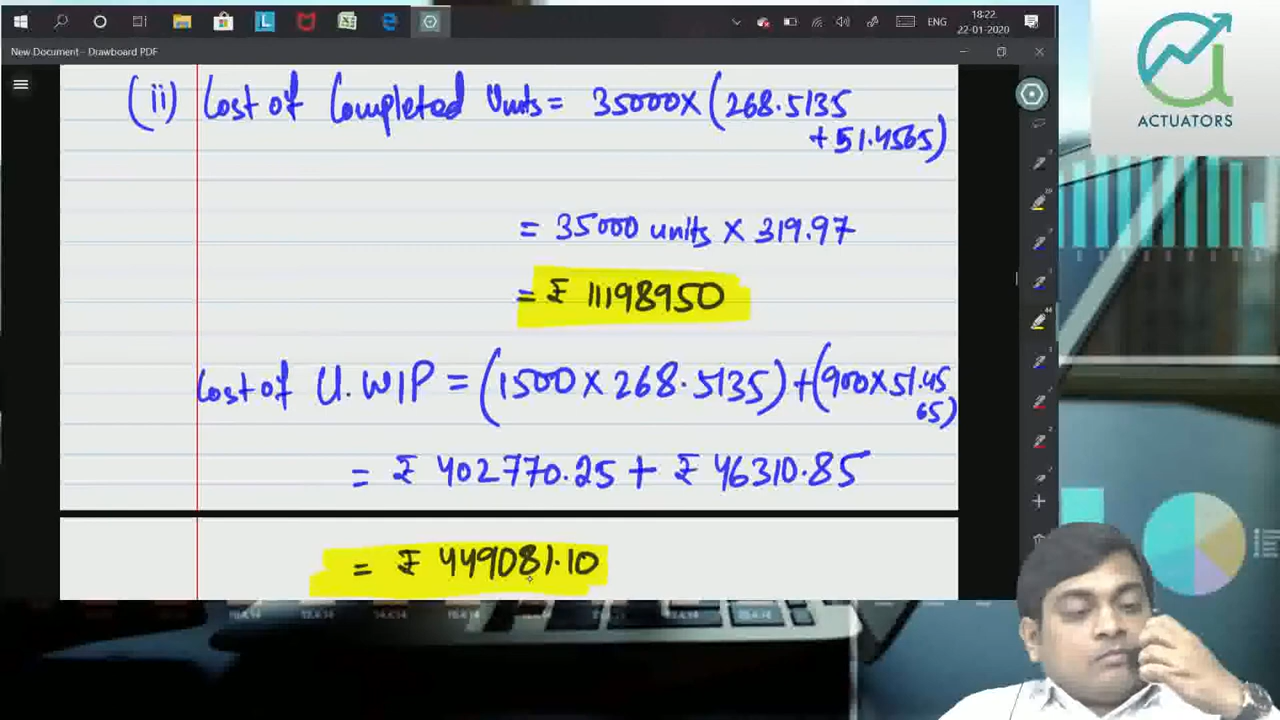 18:22
ENG
22-01-2020
New Document - Drawboard PDF
ACTUATORS
(ii) Cost of Completed Units = 35000 × (268.5135
+ 51.4565)
= 35000 units × 319.97
= ₹ 11198950
Cost of U.WIP = (1500 × 268.5135) + (900 × 51.45
65)
= ₹ 402770.25 + ₹ 46310.85
= ₹ 449081.10